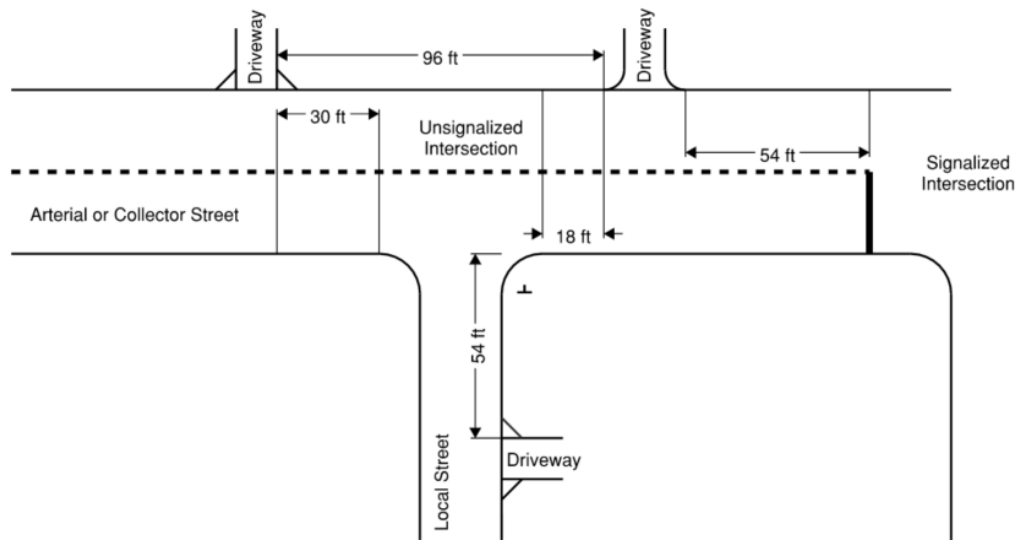 Driveway
96 ft
Driveway
30 ft
Unsignalized
Intersection
54 ft
Signalized
Intersection
Arterial or Collector Street
18 ft
54 ft
Driveway
Local Street